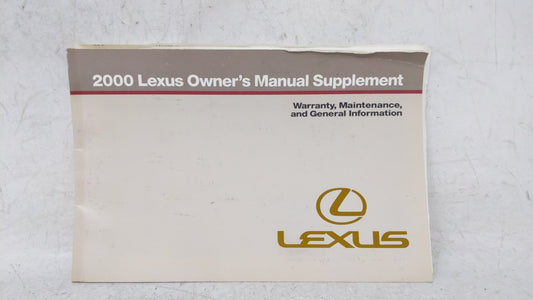 2000 Lexus Owner's Manual Supplement
Warranty, Maintenance,
and General Information
LEXUS